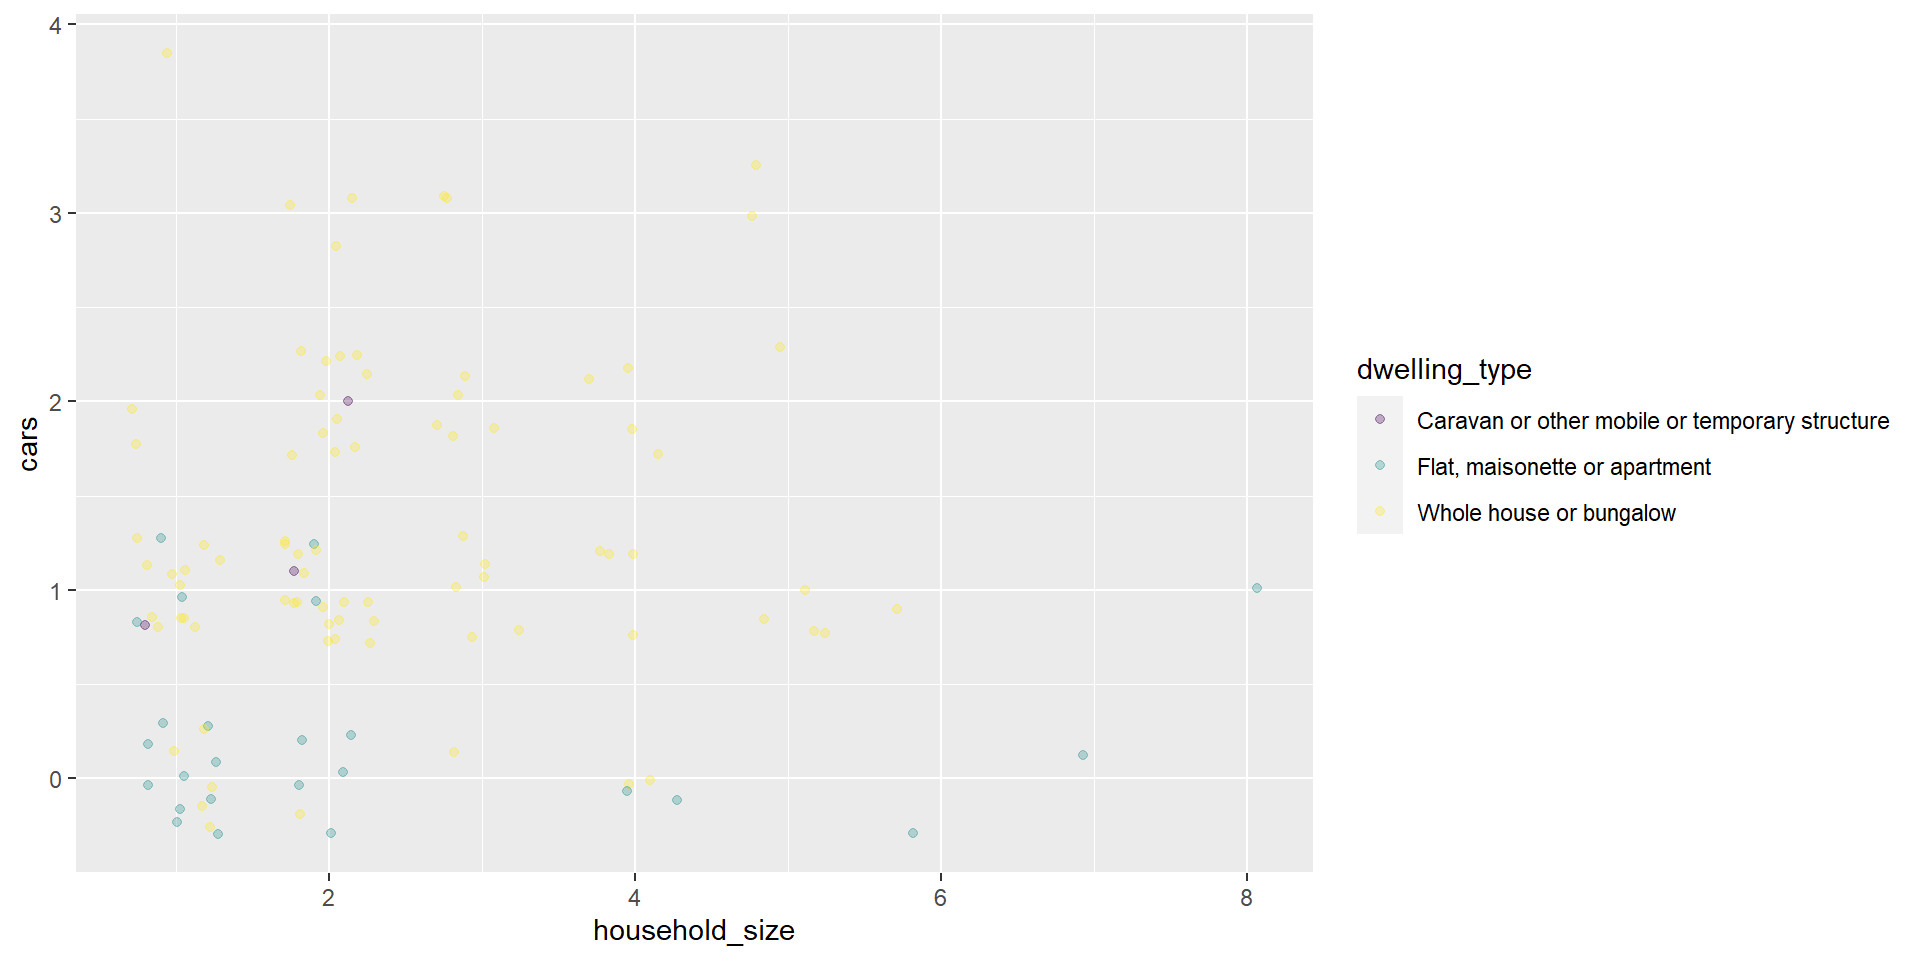 4
3
2
1
0
cars
2
4
6
8
household_size
dwelling_type
Caravan or other mobile or temporary structure
Flat, maisonette or apartment
Whole house or bungalow